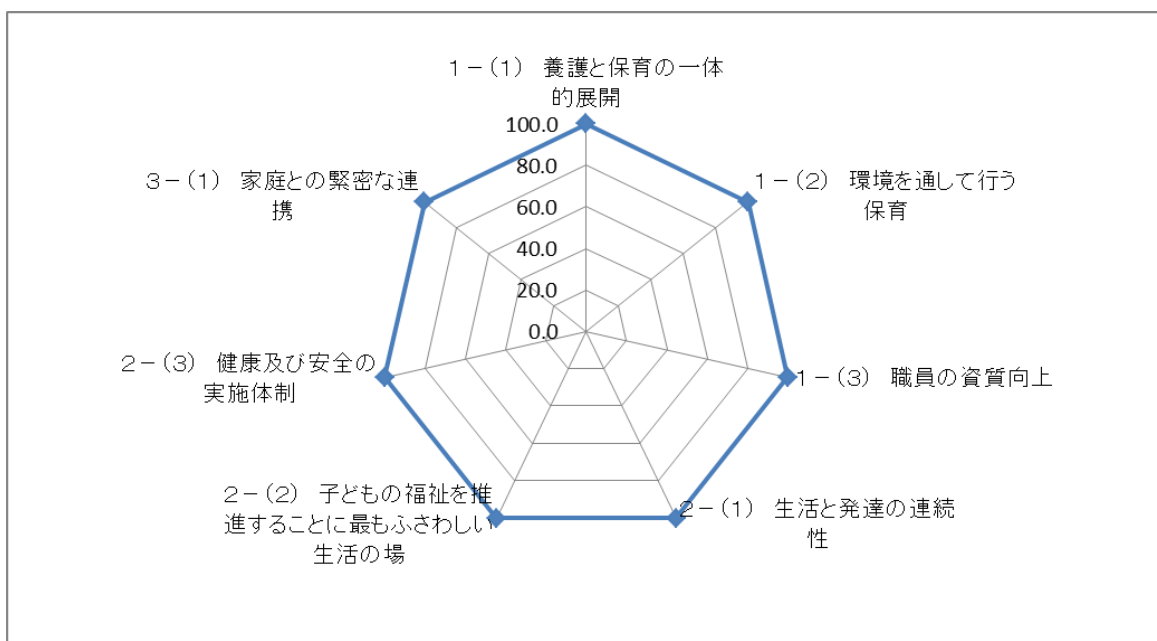 １－（１）　養護と保育の一体
的展開
100.0
80.0
60.0
40.0
20.0
0.0
１－（２）　環境を通して行う
保育
１－（３）　職員の資質向上
２－（１）　生活と発達の連続
性
２－（２）　子どもの福祉を推
進することに最もふさわしい
生活の場
２－（３）　健康及び安全の
実施体制
３－（１）　家庭との緊密な連
携